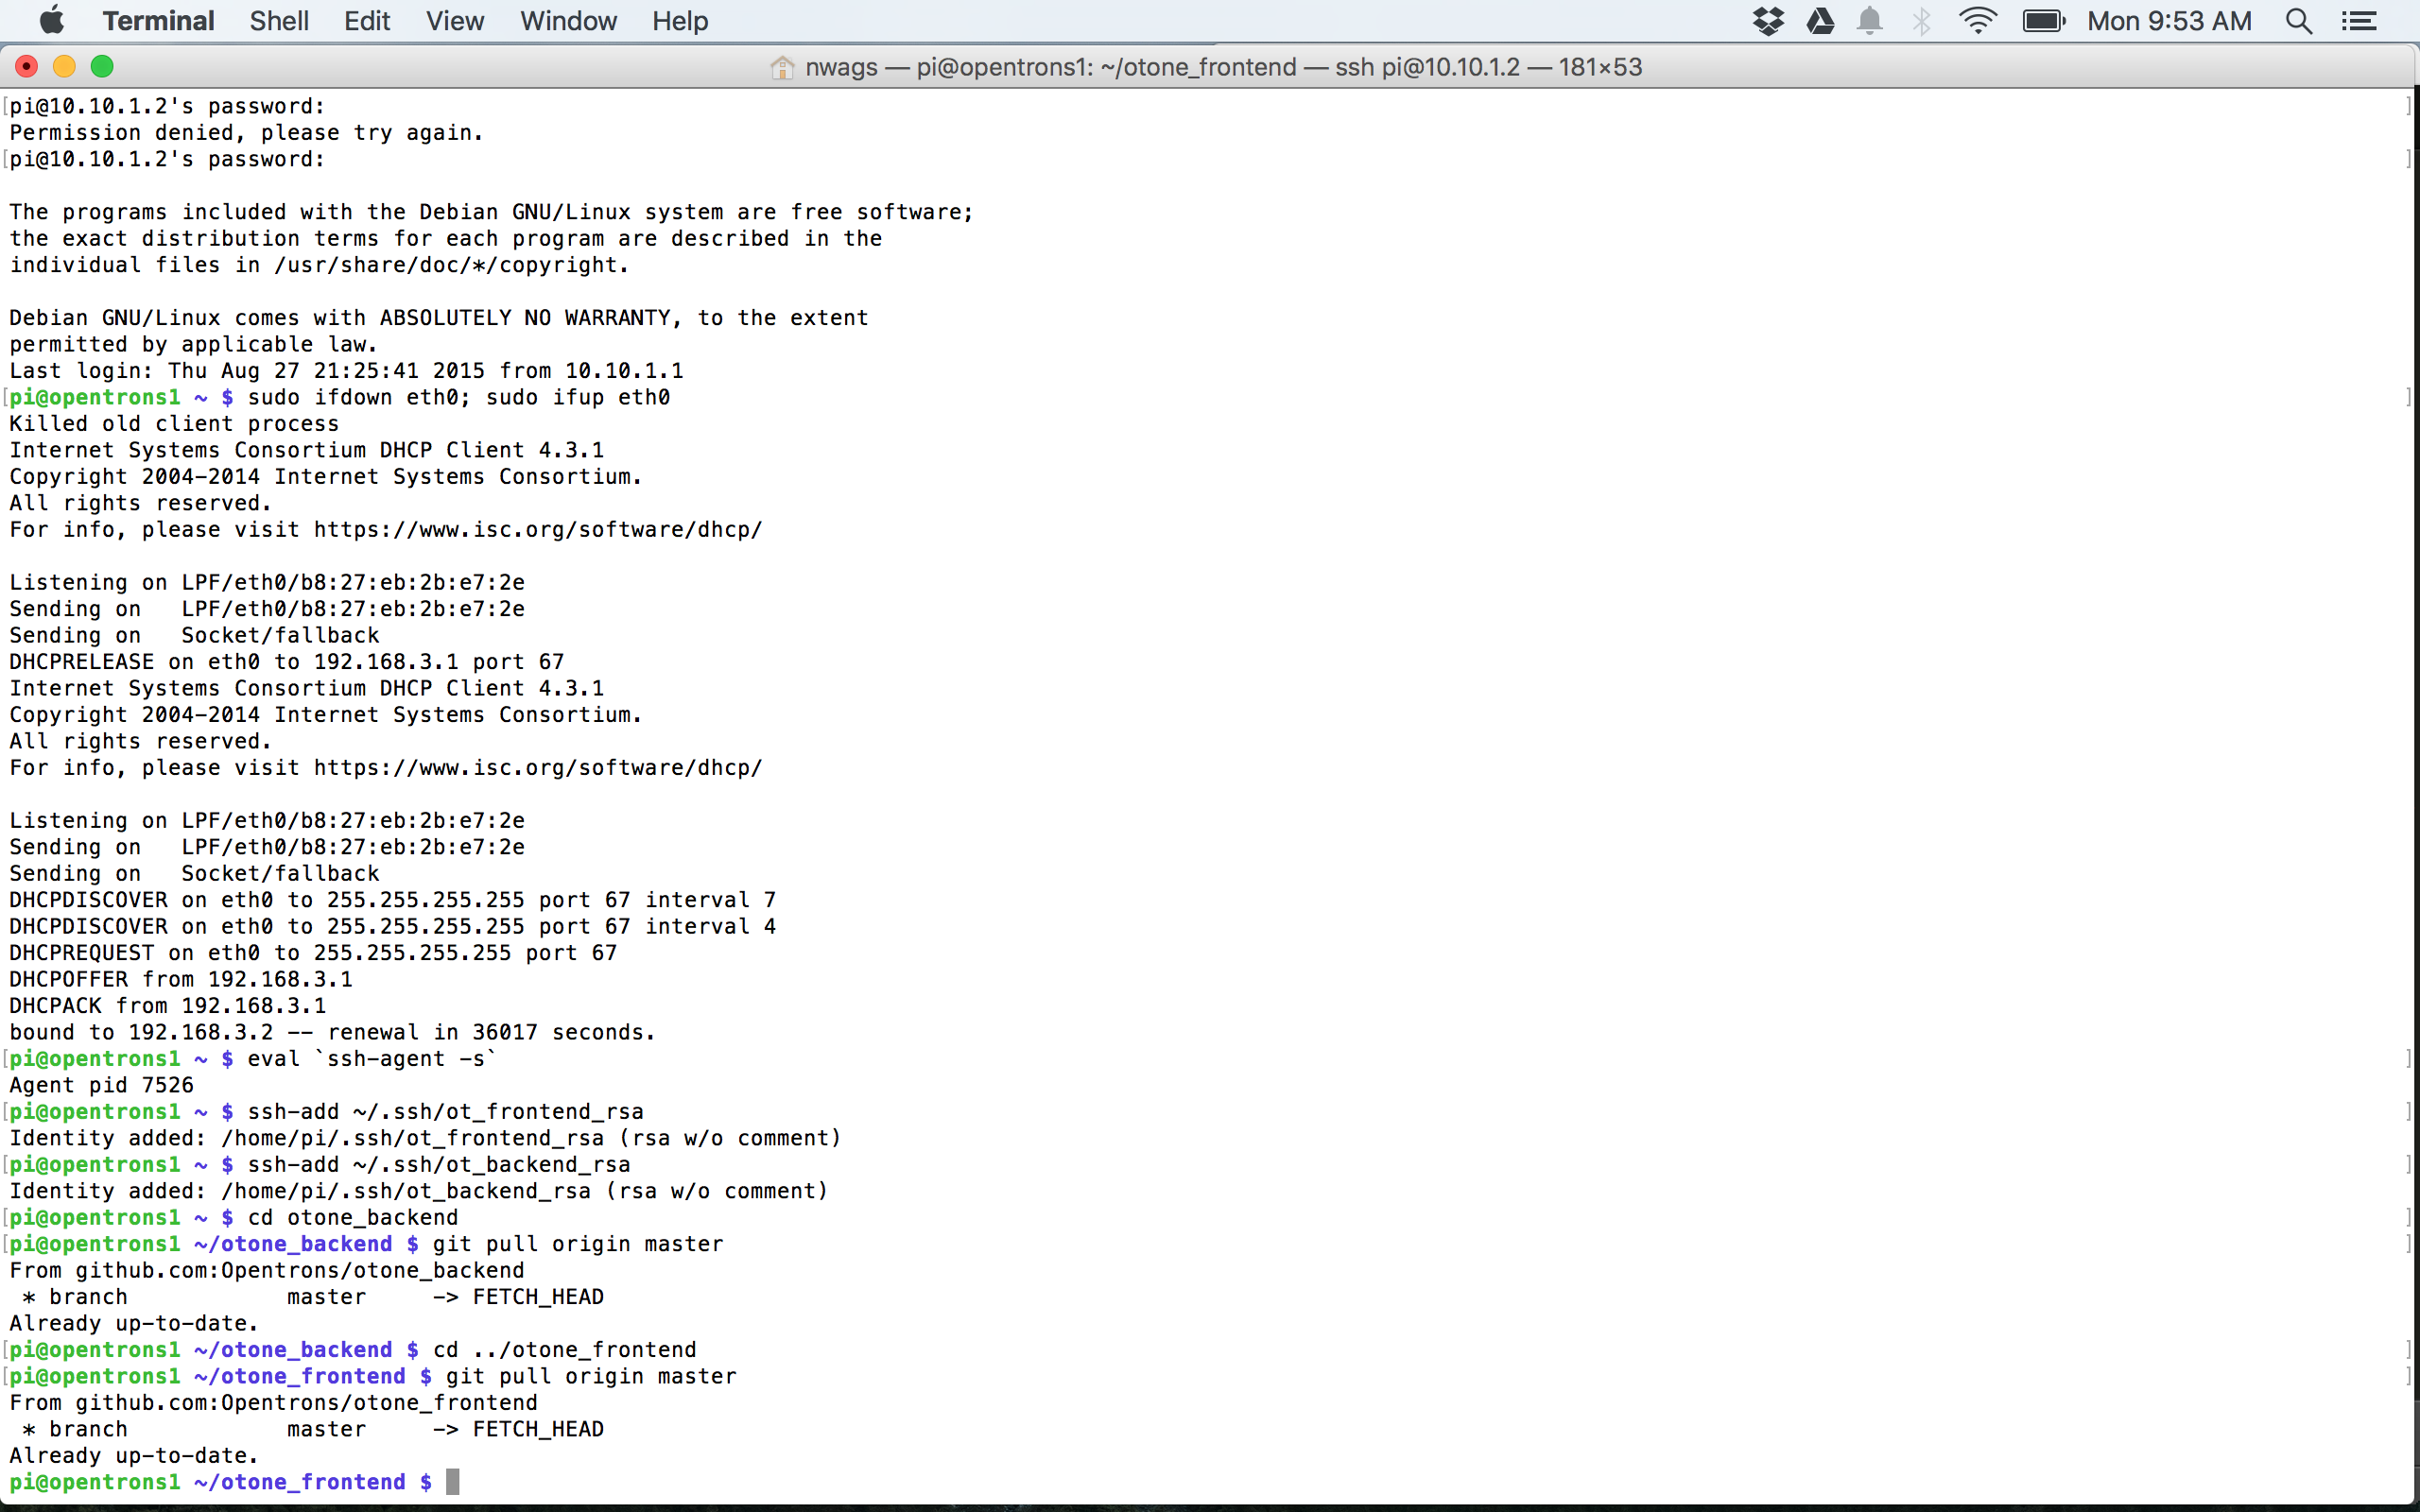 Terminal Shell Edit View Window Help Mon 9:53 AM
nwags — pi@opentrons1: ~/otone_frontend — ssh pi@10.10.1.2 — 181×53
[pi@10.10.1.2's password: ]
Permission denied, please try again.
[pi@10.10.1.2's password: ]
The programs included with the Debian GNU/Linux system are free software;
the exact distribution terms for each program are described in the
individual files in /usr/share/doc/*/copyright.
Debian GNU/Linux comes with ABSOLUTELY NO WARRANTY, to the extent
permitted by applicable law.
Last login: Thu Aug 27 21:25:41 2015 from 10.10.1.1
[pi@opentrons1 ~ $ sudo ifdown eth0; sudo ifup eth0 ]
Killed old client process
Internet Systems Consortium DHCP Client 4.3.1
Copyright 2004-2014 Internet Systems Consortium.
All rights reserved.
For info, please visit https://www.isc.org/software/dhcp/
Listening on LPF/eth0/b8:27:eb:2b:e7:2e
Sending on   LPF/eth0/b8:27:eb:2b:e7:2e
Sending on   Socket/fallback
DHCPRELEASE on eth0 to 192.168.3.1 port 67
Internet Systems Consortium DHCP Client 4.3.1
Copyright 2004-2014 Internet Systems Consortium.
All rights reserved.
For info, please visit https://www.isc.org/software/dhcp/
Listening on LPF/eth0/b8:27:eb:2b:e7:2e
Sending on   LPF/eth0/b8:27:eb:2b:e7:2e
Sending on   Socket/fallback
DHCPDISCOVER on eth0 to 255.255.255.255 port 67 interval 7
DHCPDISCOVER on eth0 to 255.255.255.255 port 67 interval 4
DHCPREQUEST on eth0 to 255.255.255.255 port 67
DHCPOFFER from 192.168.3.1
DHCPACK from 192.168.3.1
bound to 192.168.3.2 -- renewal in 36017 seconds.
[pi@opentrons1 ~ $ eval `ssh-agent -s` ]
Agent pid 7526
[pi@opentrons1 ~ $ ssh-add ~/.ssh/ot_frontend_rsa ]
Identity added: /home/pi/.ssh/ot_frontend_rsa (rsa w/o comment)
[pi@opentrons1 ~ $ ssh-add ~/.ssh/ot_backend_rsa ]
Identity added: /home/pi/.ssh/ot_backend_rsa (rsa w/o comment)
[pi@opentrons1 ~ $ cd otone_backend ]
[pi@opentrons1 ~/otone_backend $ git pull origin master ]
From github.com:Opentrons/otone_backend
 * branch            master     -> FETCH_HEAD
Already up-to-date.
[pi@opentrons1 ~/otone_backend $ cd ../otone_frontend ]
[pi@opentrons1 ~/otone_frontend $ git pull origin master ]
From github.com:Opentrons/otone_frontend
 * branch            master     -> FETCH_HEAD
Already up-to-date.
pi@opentrons1 ~/otone_frontend $